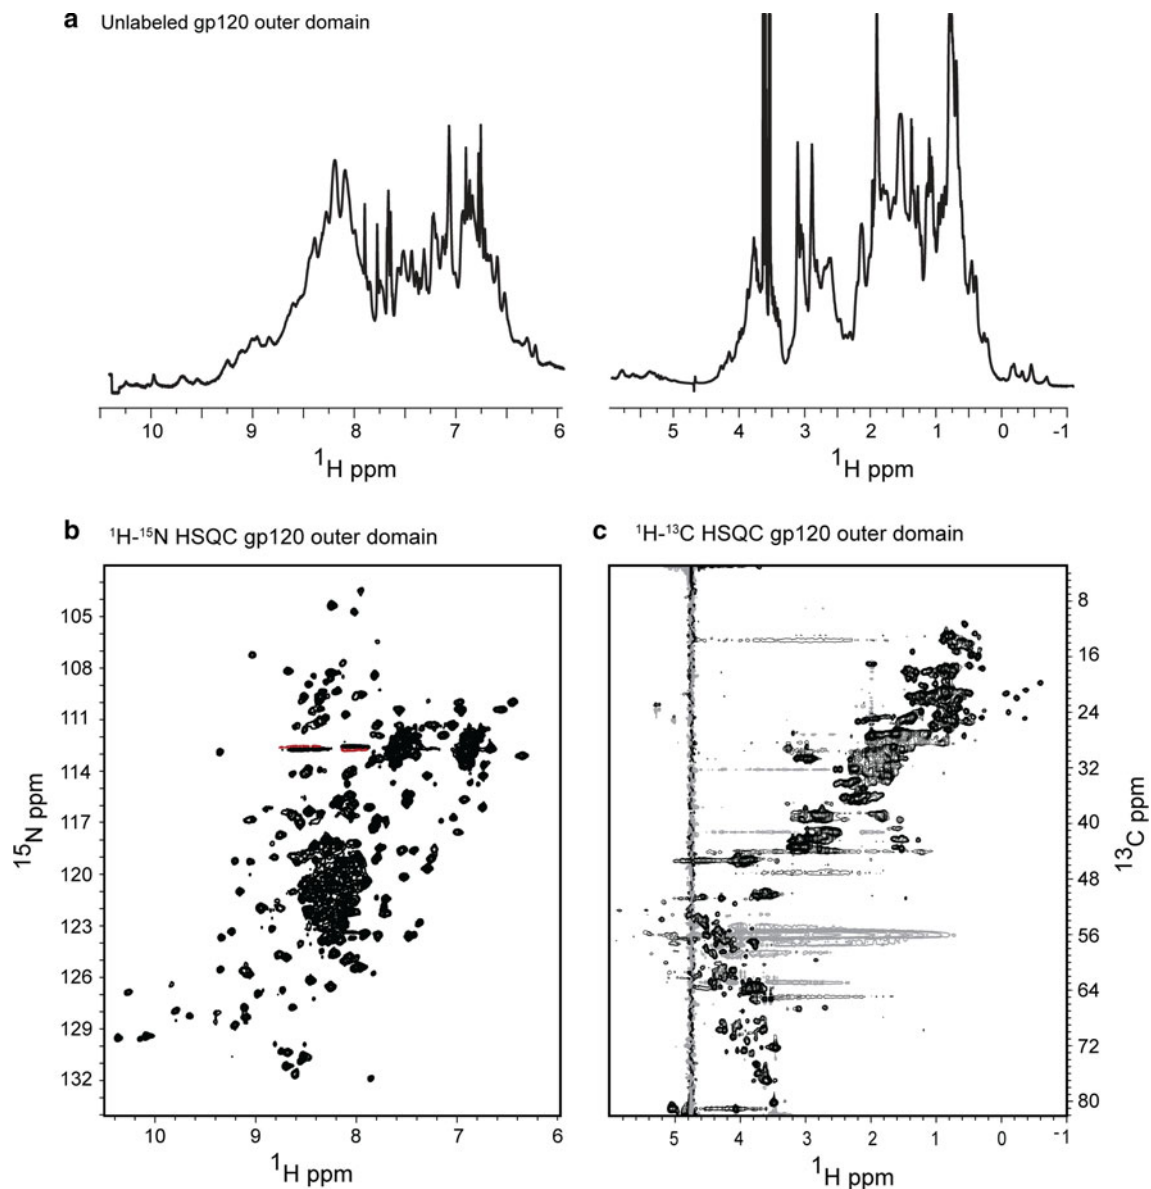 a Unlabeled gp120 outer domain
10 9 8 7 6
5 4 3 2 1 0 -1
¹H ppm
¹H ppm
b ¹H-¹⁵N HSQC gp120 outer domain
105
108
111
114
117
120
123
126
129
132
¹⁵N ppm
10 9 8 7 6
¹H ppm
c ¹H-¹³C HSQC gp120 outer domain
8
16
24
32
40
48
56
64
72
80
¹³C ppm
5 4 3 2 1 0 -1
¹H ppm